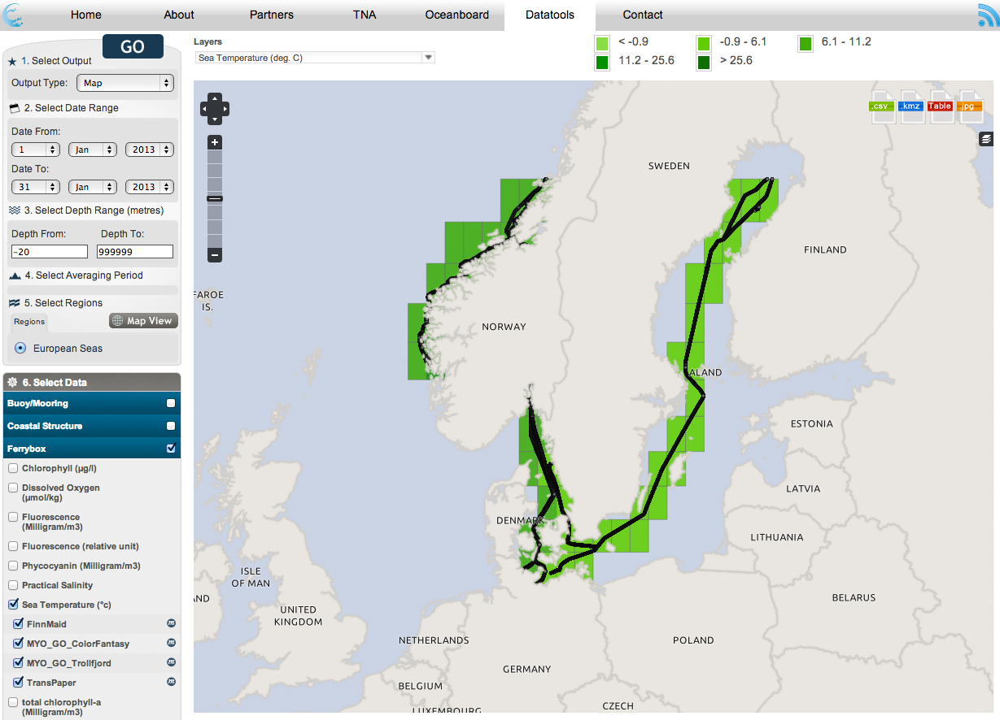 Home About Partners TNA Oceanboard Datatools Contact
GO
1. Select Output
Output Type: Map
2. Select Date Range
Date From:
1 Jan 2013
Date To:
31 Jan 2013
3. Select Depth Range (metres)
Depth From: Depth To:
-20 999999
4. Select Averaging Period
5. Select Regions
Regions Map View
European Seas
6. Select Data
Buoy/Mooring
Coastal Structure
Ferrybox
Chlorophyll (µg/l)
Dissolved Oxygen
(µmol/kg)
Fluorescence
(Milligram/m3)
Fluorescence (relative unit)
Phycocyanin (Milligram/m3)
Practical Salinity
Sea Temperature (°c)
FinnMaid m
MYO_GO_ColorFantasy m
MYO_GO_Trollfjord m
TransPaper m
total chlorophyll-a
(Milligram/m3)
Layers
Sea Temperature (deg. C)
< -0.9 -0.9 - 6.1 6.1 - 11.2
11.2 - 25.6 > 25.6
.csv .kmz Table .jpg
SWEDEN
FINLAND
FAROE
IS.
NORWAY
ALAND
ESTONIA
LATVIA
DENMARK
LITHUANIA
ISLE
OF MAN
ND
BELARUS
UNITED
KINGDOM
NETHERLANDS
POLAND
GERMANY
BELGIUM
CZECH
LUXEMBOURG